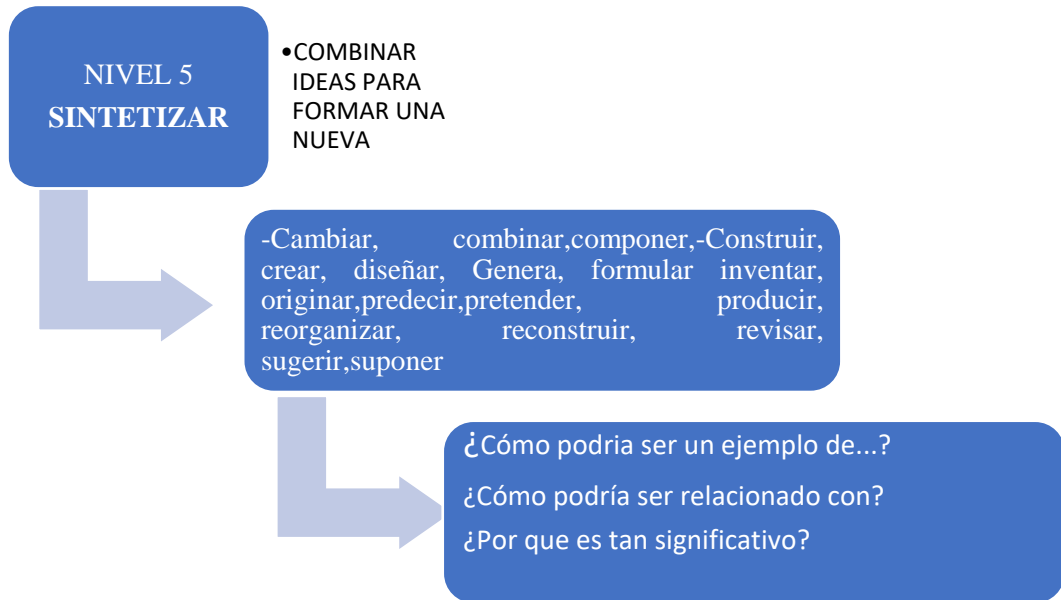 NIVEL 5
SINTETIZAR
•COMBINAR
IDEAS PARA
FORMAR UNA
NUEVA
-Cambiar, combinar,componer,-Construir,
crear, diseñar, Genera, formular inventar,
originar,predecir,pretender, producir,
reorganizar, reconstruir, revisar,
sugerir,suponer
¿Cómo podria ser un ejemplo de...?
¿Cómo podría ser relacionado con?
¿Por que es tan significativo?